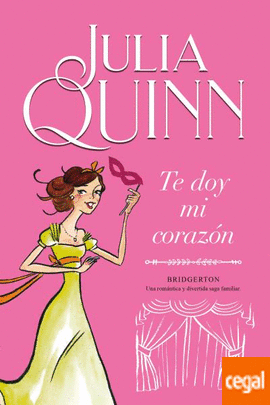 JULIA
QUINN
Te doy
mi
corazón
BRIDGERTON
Una romántica y divertida saga familiar
cegal